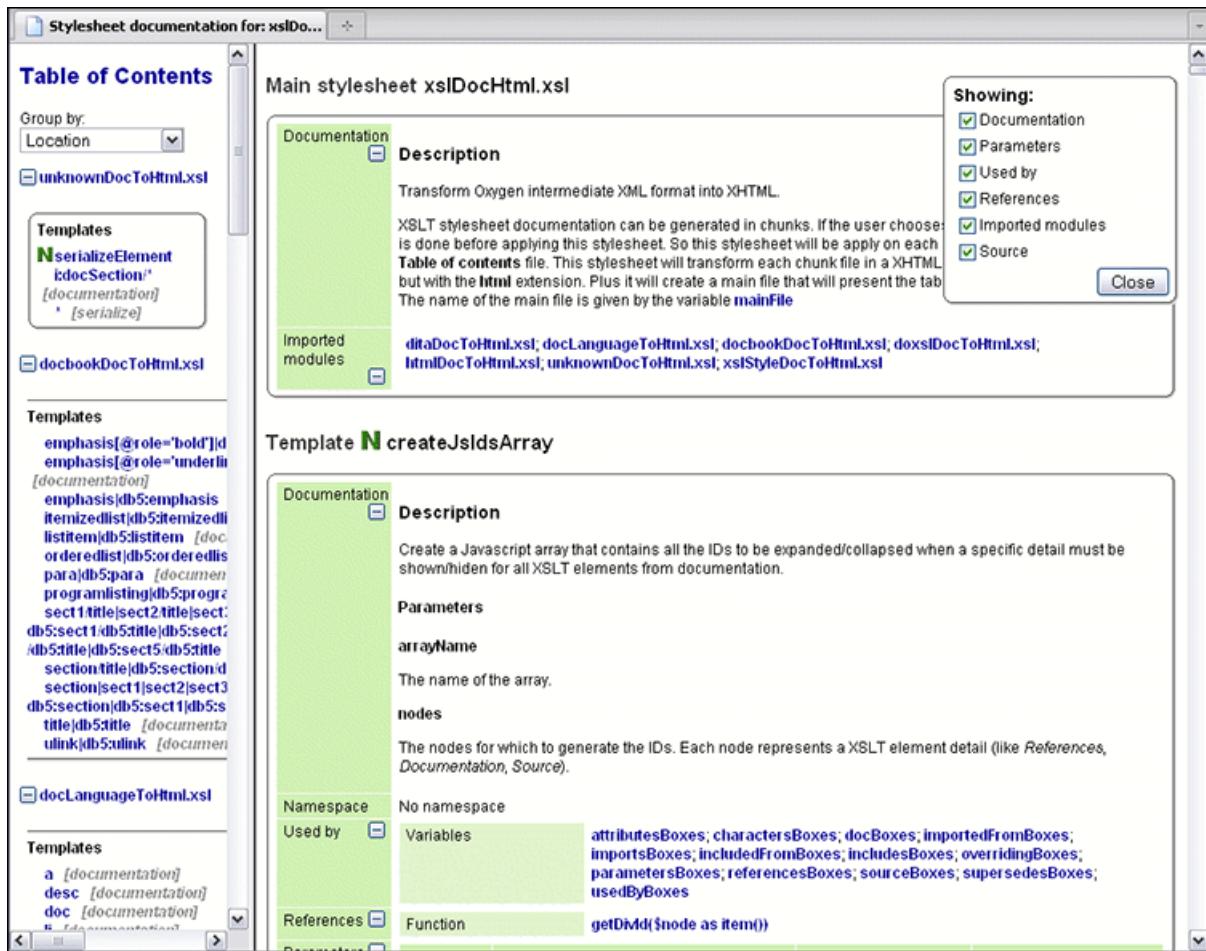 Stylesheet documentation for: xslDo...
Table of Contents
Group by:
Location
unknownDocToHtml.xsl
Templates
N serializeElement
i:docSection/*
[documentation]
* [serialize]
docbookDocToHtml.xsl
Templates
emphasis[@role='bold']|d
emphasis[@role='underlin
[documentation]
emphasis|db5:emphasis
itemizedlist|db5:itemizedli
listitem|db5:listitem [doc
orderedlist|db5:orderedlis
para|db5:para [documen
programlisting|db5:progra
sect1/title|sect2/title|sect3
db5:sect1/db5:title|db5:sect2
/db5:title|db5:sect5/db5:title
section/title|db5:section/d
section|sect1|sect2|sect3
db5:section|db5:sect1|db5:s
title|db5:title [documenta
ulink|db5:ulink [documen
docLanguageToHtml.xsl
Templates
a [documentation]
desc [documentation]
doc [documentation]
li [documentation]
Main stylesheet xslDocHtml.xsl
Documentation
Description
Transform Oxygen intermediate XML format into XHTML.
XSLT stylesheet documentation can be generated in chunks. If the user choose
is done before applying this stylesheet. So this stylesheet will be apply on each
Table of contents file. This stylesheet will transform each chunk file in a XHTML
but with the html extension. Plus it will create a main file that will present the tab
The name of the main file is given by the variable mainFile
Imported
modules
ditaDocToHtml.xsl; docLanguageToHtml.xsl; docbookDocToHtml.xsl; doxslDocToHtml.xsl;
htmlDocToHtml.xsl; unknownDocToHtml.xsl; xslStyleDocToHtml.xsl
Showing:
Documentation
Parameters
Used by
References
Imported modules
Source
Close
Template N createJsIdsArray
Documentation
Description
Create a Javascript array that contains all the IDs to be expanded/collapsed when a specific detail must be
shown/hiden for all XSLT elements from documentation.
Parameters
arrayName
The name of the array.
nodes
The nodes for which to generate the IDs. Each node represents a XSLT element detail (like References,
Documentation, Source).
Namespace No namespace
Used by Variables
attributesBoxes; charactersBoxes; docBoxes; importedFromBoxes;
importsBoxes; includedFromBoxes; includesBoxes; overridingBoxes;
parametersBoxes; referencesBoxes; sourceBoxes; supersedesBoxes;
usedByBoxes
References Function getDivId($node as item())
Parameters